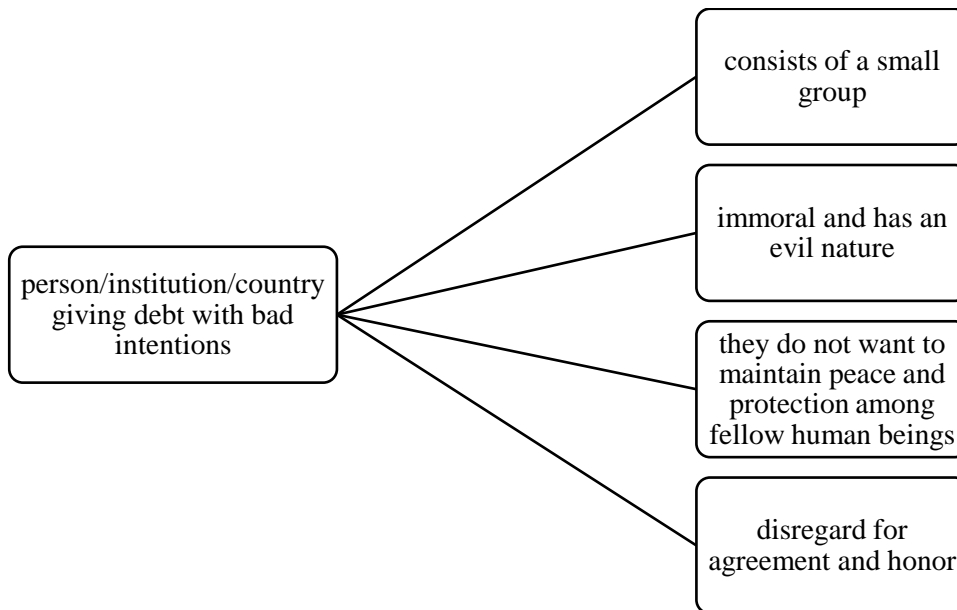 person/institution/country
giving debt with bad
intentions
consists of a small
group
immoral and has an
evil nature
they do not want to
maintain peace and
protection among
fellow human beings
disregard for
agreement and honor